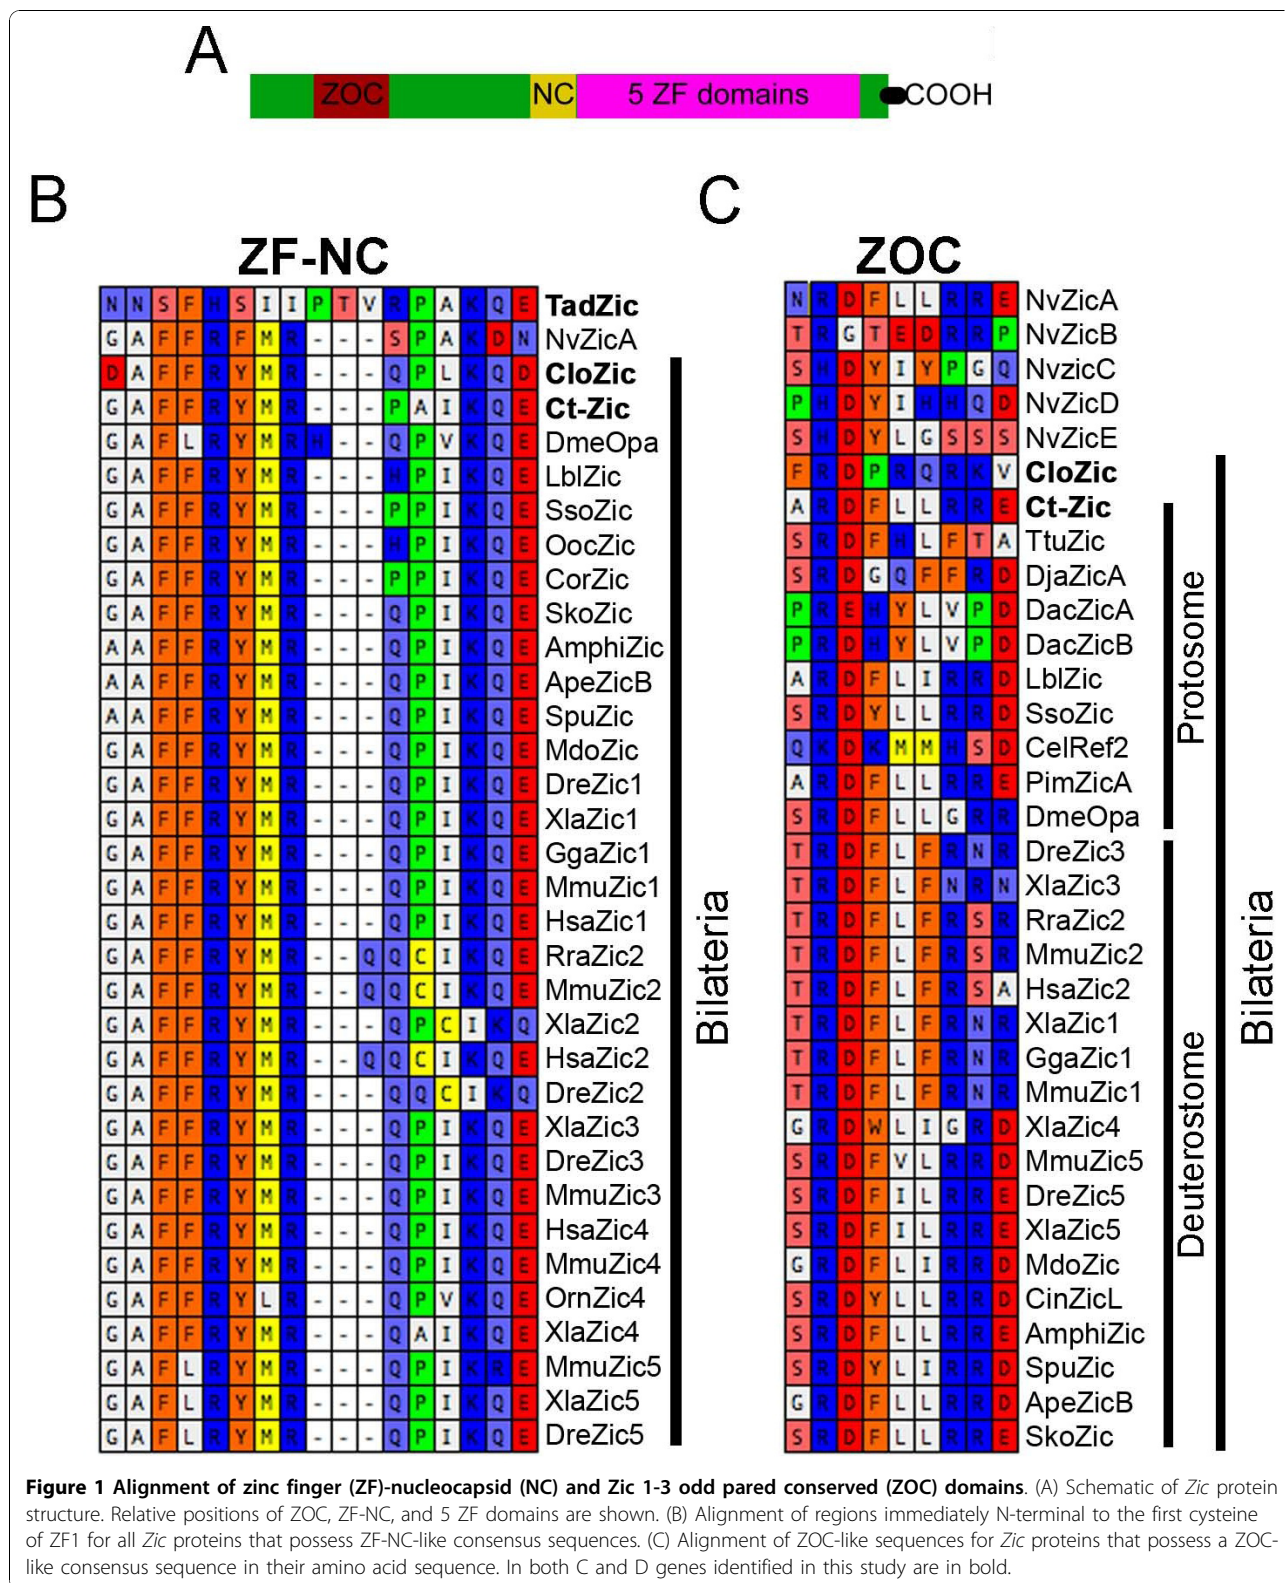 A
ZOC
NC
5 ZF domains
COOH
B
ZF-NC
N N S F H S I I P T V R P A K Q E TadZic
G A F F R F M R - - - S P A K D N NvZicA
D A F F R Y M R - - - Q P L K Q D CloZic
G A F F R Y M R - - - P A I K Q E Ct-Zic
G A F L R Y M R H - - Q P V K Q E DmeOpa
G A F F R Y M R - - - H P I K Q E LblZic
G A F F R Y M R - - - P P I K Q E SsoZic
G A F F R Y M R - - - H P I K Q E OocZic
G A F F R Y M R - - - P P I K Q E CorZic
G A F F R Y M R - - - Q P I K Q E SkoZic
A A F F R Y M R - - - Q P I K Q E AmphiZic
A A F F R Y M R - - - Q P I K Q E ApeZicB
A A F F R Y M R - - - Q P I K Q E SpuZic
G A F F R Y M R - - - Q P I K Q E MdoZic
G A F F R Y M R - - - Q P I K Q E DreZic1
G A F F R Y M R - - - Q P I K Q E XlaZic1
G A F F R Y M R - - - Q P I K Q E GgaZic1
G A F F R Y M R - - - Q P I K Q E MmuZic1
G A F F R Y M R - - - Q P I K Q E HsaZic1
G A F F R Y M R - - Q Q C I K Q E RraZic2
G A F F R Y M R - - Q Q C I K Q E MmuZic2
G A F F R Y M R - - - Q P C I K Q XlaZic2
G A F F R Y M R - - Q Q C I K Q E HsaZic2
G A F F R Y M R - - - Q Q C I K Q DreZic2
G A F F R Y M R - - - Q P I K Q E XlaZic3
G A F F R Y M R - - - Q P I K Q E DreZic3
G A F F R Y M R - - - Q P I K Q E MmuZic3
G A F F R Y M R - - - Q P I K Q E HsaZic4
G A F F R Y M R - - - Q P I K Q E MmuZic4
G A F F R Y L R - - - Q P V K Q E OrnZic4
G A F F R Y M R - - - Q A I K Q E XlaZic4
G A F L R Y M R - - - Q P I K R E MmuZic5
G A F L R Y M R - - - Q P I K Q E XlaZic5
G A F L R Y M R - - - Q P I K Q E DreZic5
Bilateria
C
ZOC
N R D F L L R R E NvZicA
T R G T E D R R P NvZicB
S H D Y I Y P G Q NvzicC
P H D Y I H H Q D NvZicD
S H D Y L G S S S NvZicE
F R D P R Q R K V CloZic
A R D F L L R R E Ct-Zic
S R D F H L F T A TtuZic
S R D G Q F F R D DjaZicA
P R E H Y L V P D DacZicA
P R D H Y L V P D DacZicB
A R D F L I R R D LblZic
S R D Y L L R R D SsoZic
Q K D K M M H S D CelRef2
A R D F L L R R E PimZicA
S R D F L L G R R DmeOpa
T R D F L F R N R DreZic3
T R D F L F N R N XlaZic3
T R D F L F R S R RraZic2
T R D F L F R S R MmuZic2
T R D F L F R S A HsaZic2
T R D F L F R N R XlaZic1
T R D F L F R N R GgaZic1
T R D F L F R N R MmuZic1
G R D W L I G R D XlaZic4
S R D F V L R R D MmuZic5
S R D F I L R R E DreZic5
S R D F I L R R E XlaZic5
G R D F L I R R D MdoZic
S R D Y L L R R D CinZicL
S R D F L L R R E AmphiZic
S R D Y L I R R D SpuZic
G R D F L L R R D ApeZicB
S R D F L L R R E SkoZic
Protosome
Deuterostome
Bilateria
Figure 1 Alignment of zinc finger (ZF)-nucelocapsid (NC) and Zic 1-3 odd pared conserved (ZOC) domains. (A) Schematic of Zic protein
structure. Relative positions of ZOC, ZF-NC, and 5 ZF domains are shown. (B) Alignment of regions immediately N-terminal to the first cysteine
of ZF1 for all Zic proteins that possess ZF-NC-like consensus sequences. (C) Alignment of ZOC-like sequences for Zic proteins that possess a ZOC-
like consensus sequence in their amino acid sequence. In both C and D genes identified in this study are in bold.